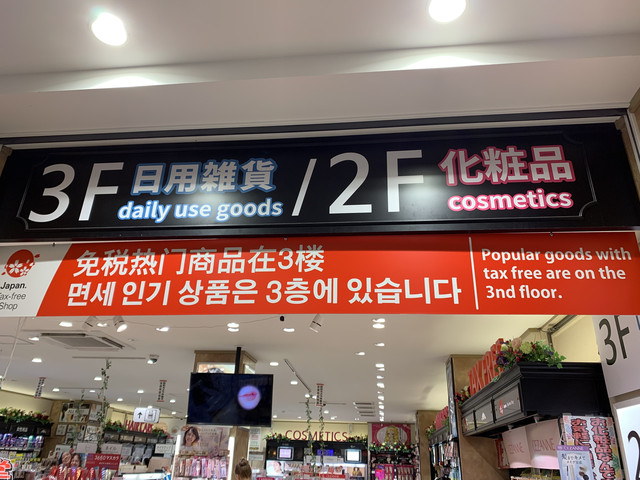 3F 日用雑貨 / 2F 化粧品
daily use goods cosmetics
Japan.
Tax-free
Shop
免税热门商品在3楼
면세 인기 상품은 3층에 있습니다
Popular goods with
tax free are on the
3nd floor.
3F
COSMETICS
2